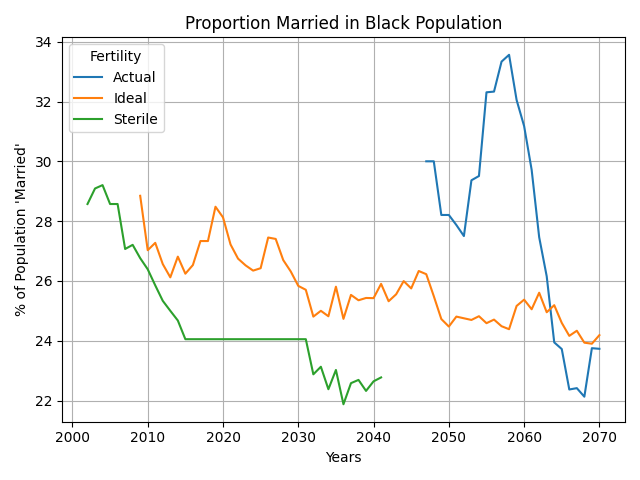 Proportion Married in Black Population
% of Population 'Married'
34
32
30
28
26
24
22
Fertility
Actual
Ideal
Sterile
2000 2010 2020 2030 2040 2050 2060 2070
Years